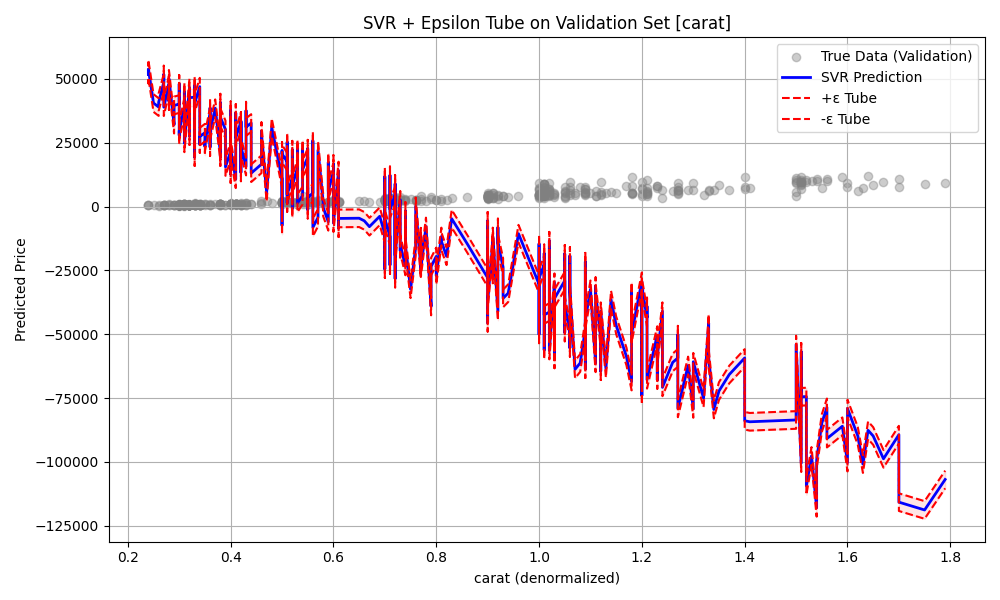 SVR + Epsilon Tube on Validation Set [carat]
True Data (Validation)
SVR Prediction
+ε Tube
-ε Tube
50000
25000
0
−25000
−50000
−75000
−100000
−125000
Predicted Price
0.2 0.4 0.6 0.8 1.0 1.2 1.4 1.6 1.8
carat (denormalized)